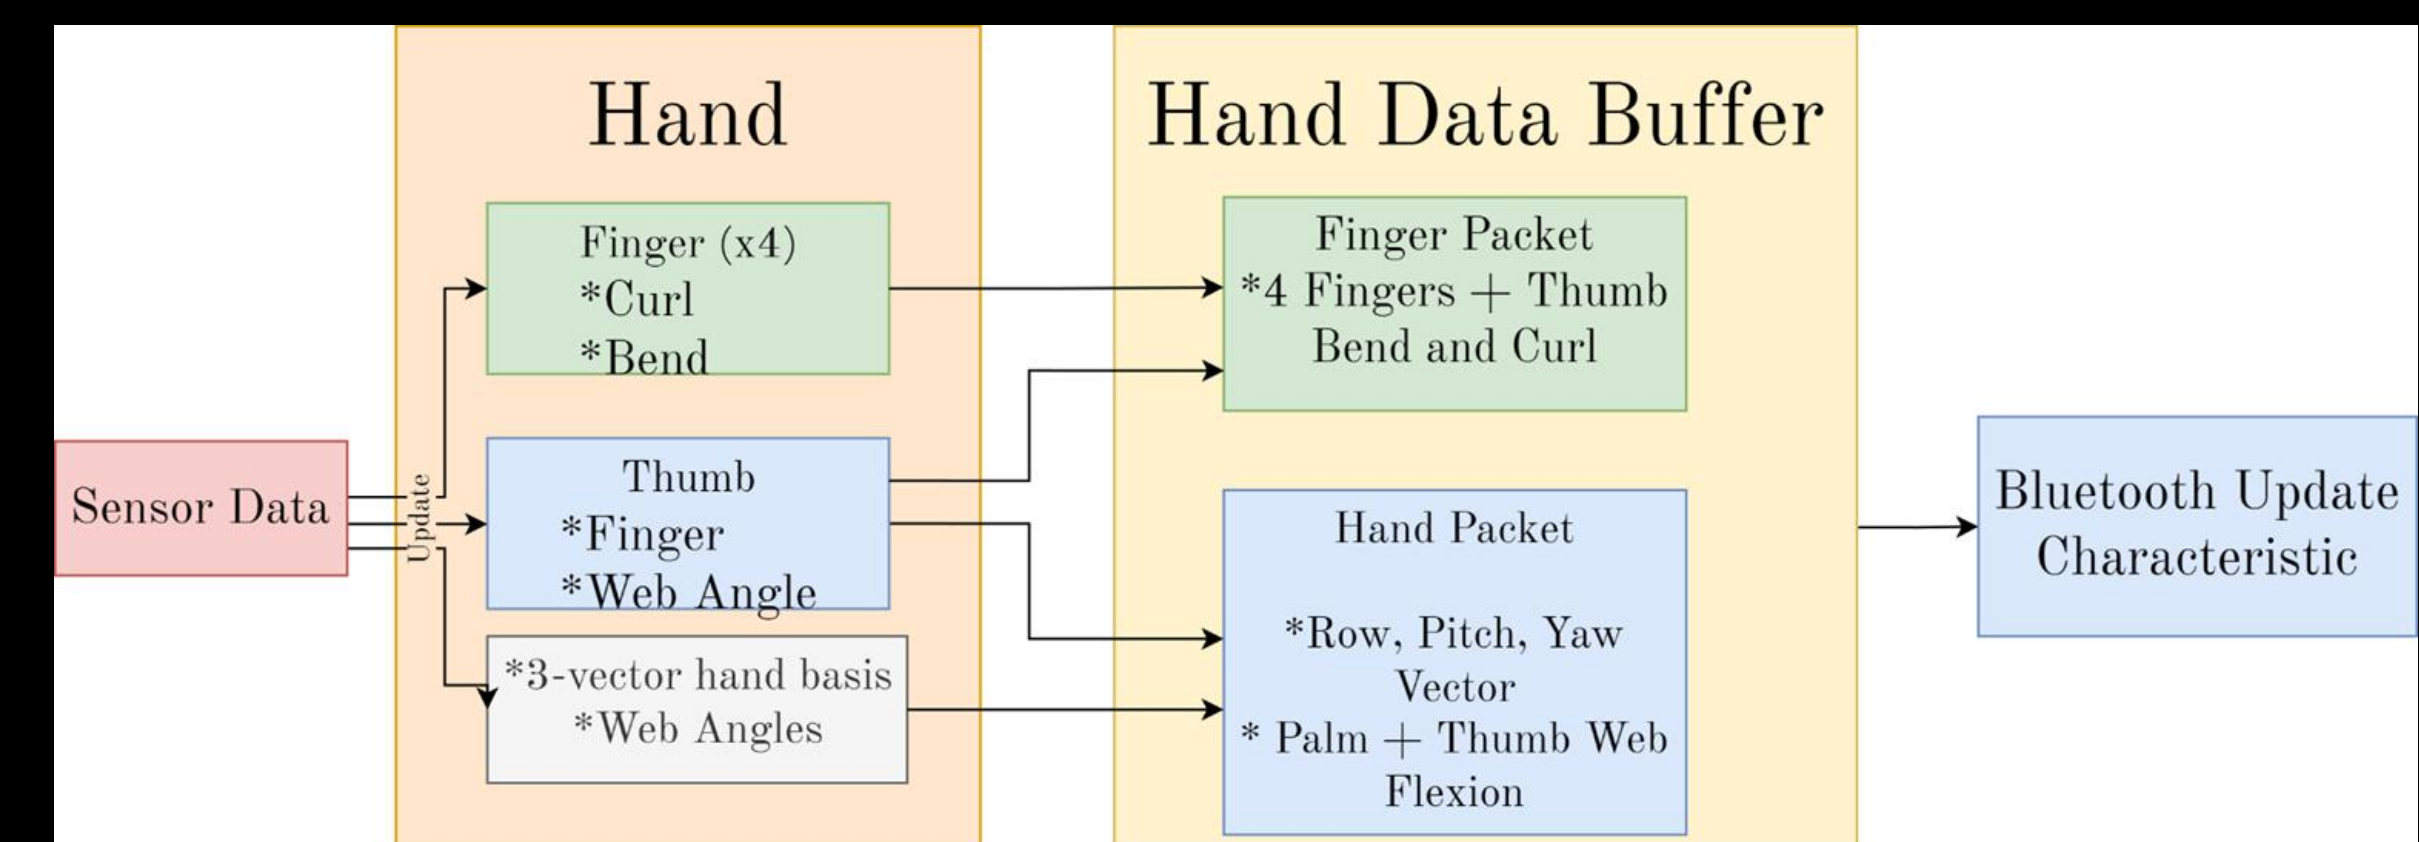 Hand
Hand Data Buffer
Finger (x4)
*Curl
*Bend
Finger Packet
*4 Fingers + Thumb
Bend and Curl
Sensor Data
Update
Thumb
*Finger
*Web Angle
*3-vector hand basis
*Web Angles
Hand Packet
*Row, Pitch, Yaw
Vector
* Palm + Thumb Web
Flexion
Bluetooth Update
Characteristic